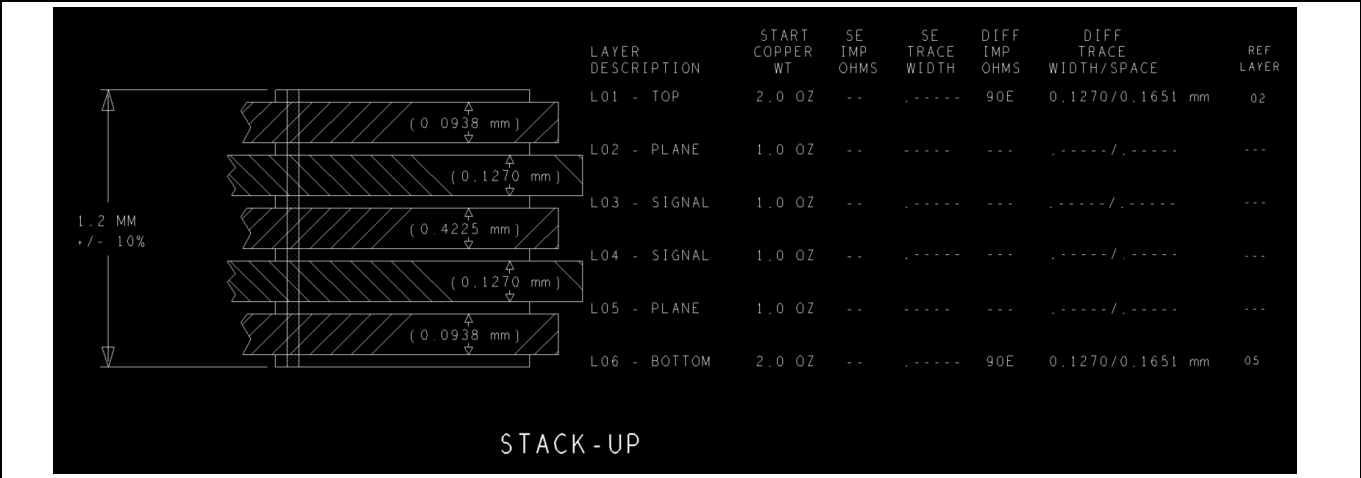 START SE SE DIFF DIFF
LAYER COPPER IMP TRACE IMP TRACE REF
DESCRIPTION WT OHMS WIDTH OHMS WIDTH/SPACE LAYER
L01 - TOP 2.0 OZ -- .----- 90E 0.1270/0.1651 mm 02
(0.0938 mm)
L02 - PLANE 1.0 OZ -- ----- --- .-----/.----- ---
(0.1270 mm)
L03 - SIGNAL 1.0 OZ -- .----- --- .-----/.----- ---
1.2 MM
+/- 10%
(0.4225 mm)
L04 - SIGNAL 1.0 OZ -- .----- --- .-----/.----- ---
(0.1270 mm)
L05 - PLANE 1.0 OZ -- ----- --- .-----/.----- ---
(0.0938 mm)
L06 - BOTTOM 2.0 OZ -- .----- 90E 0.1270/0.1651 mm 05
STACK-UP